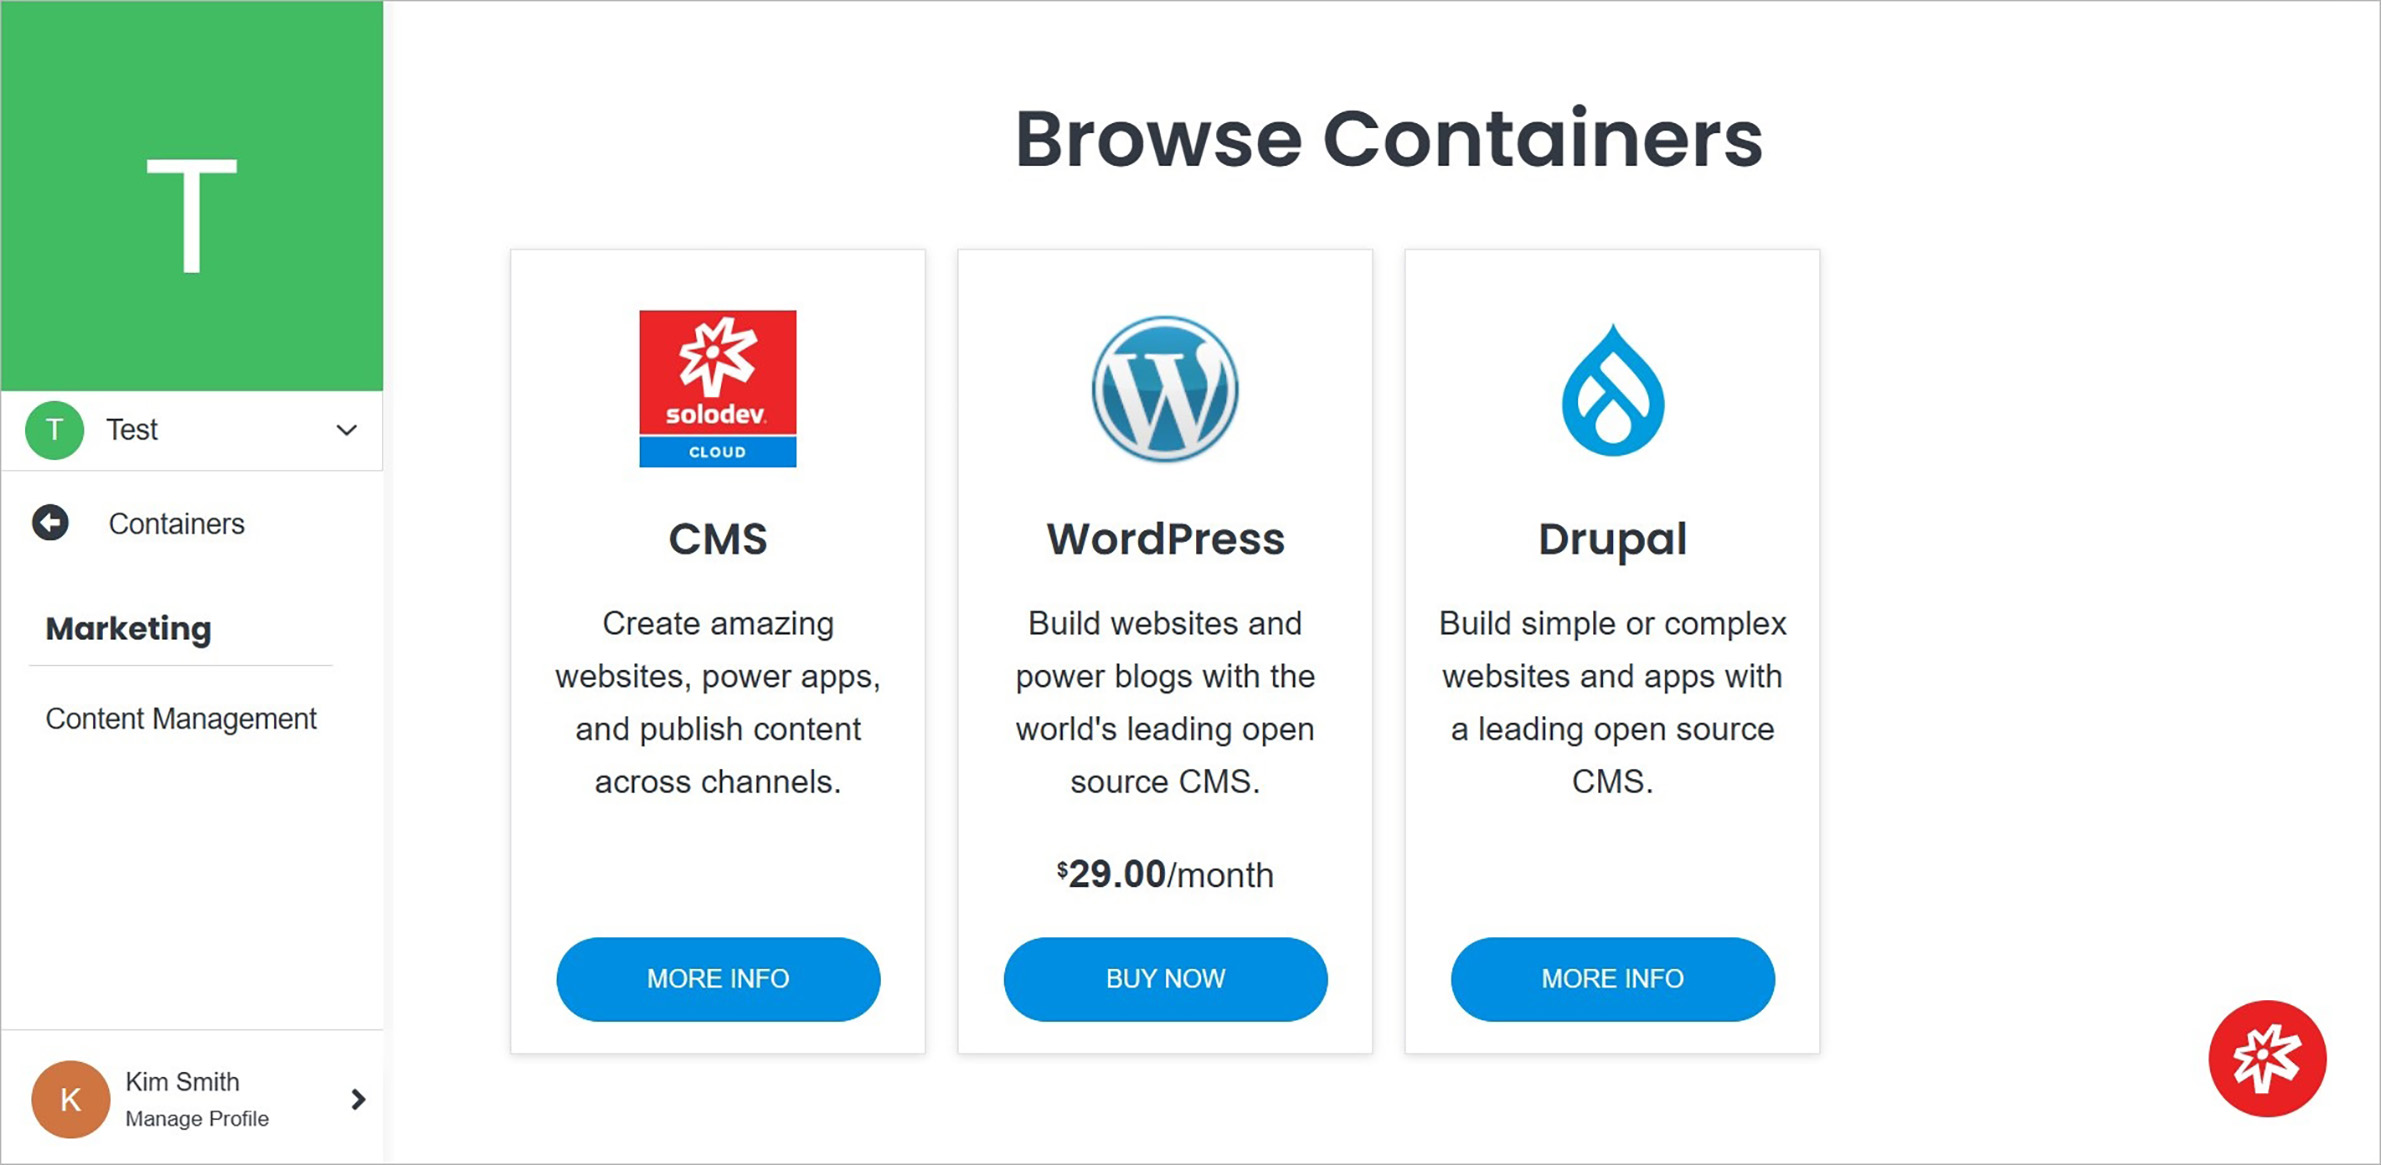 T
T Test
Containers
Marketing
Content Management
K
Kim Smith
Manage Profile
Browse Containers
solodev.
CLOUD
CMS
Create amazing
websites, power apps,
and publish content
across channels.
MORE INFO
W
WordPress
Build websites and
power blogs with the
world's leading open
source CMS.
$29.00/month
BUY NOW
Drupal
Build simple or complex
websites and apps with
a leading open source
CMS.
MORE INFO